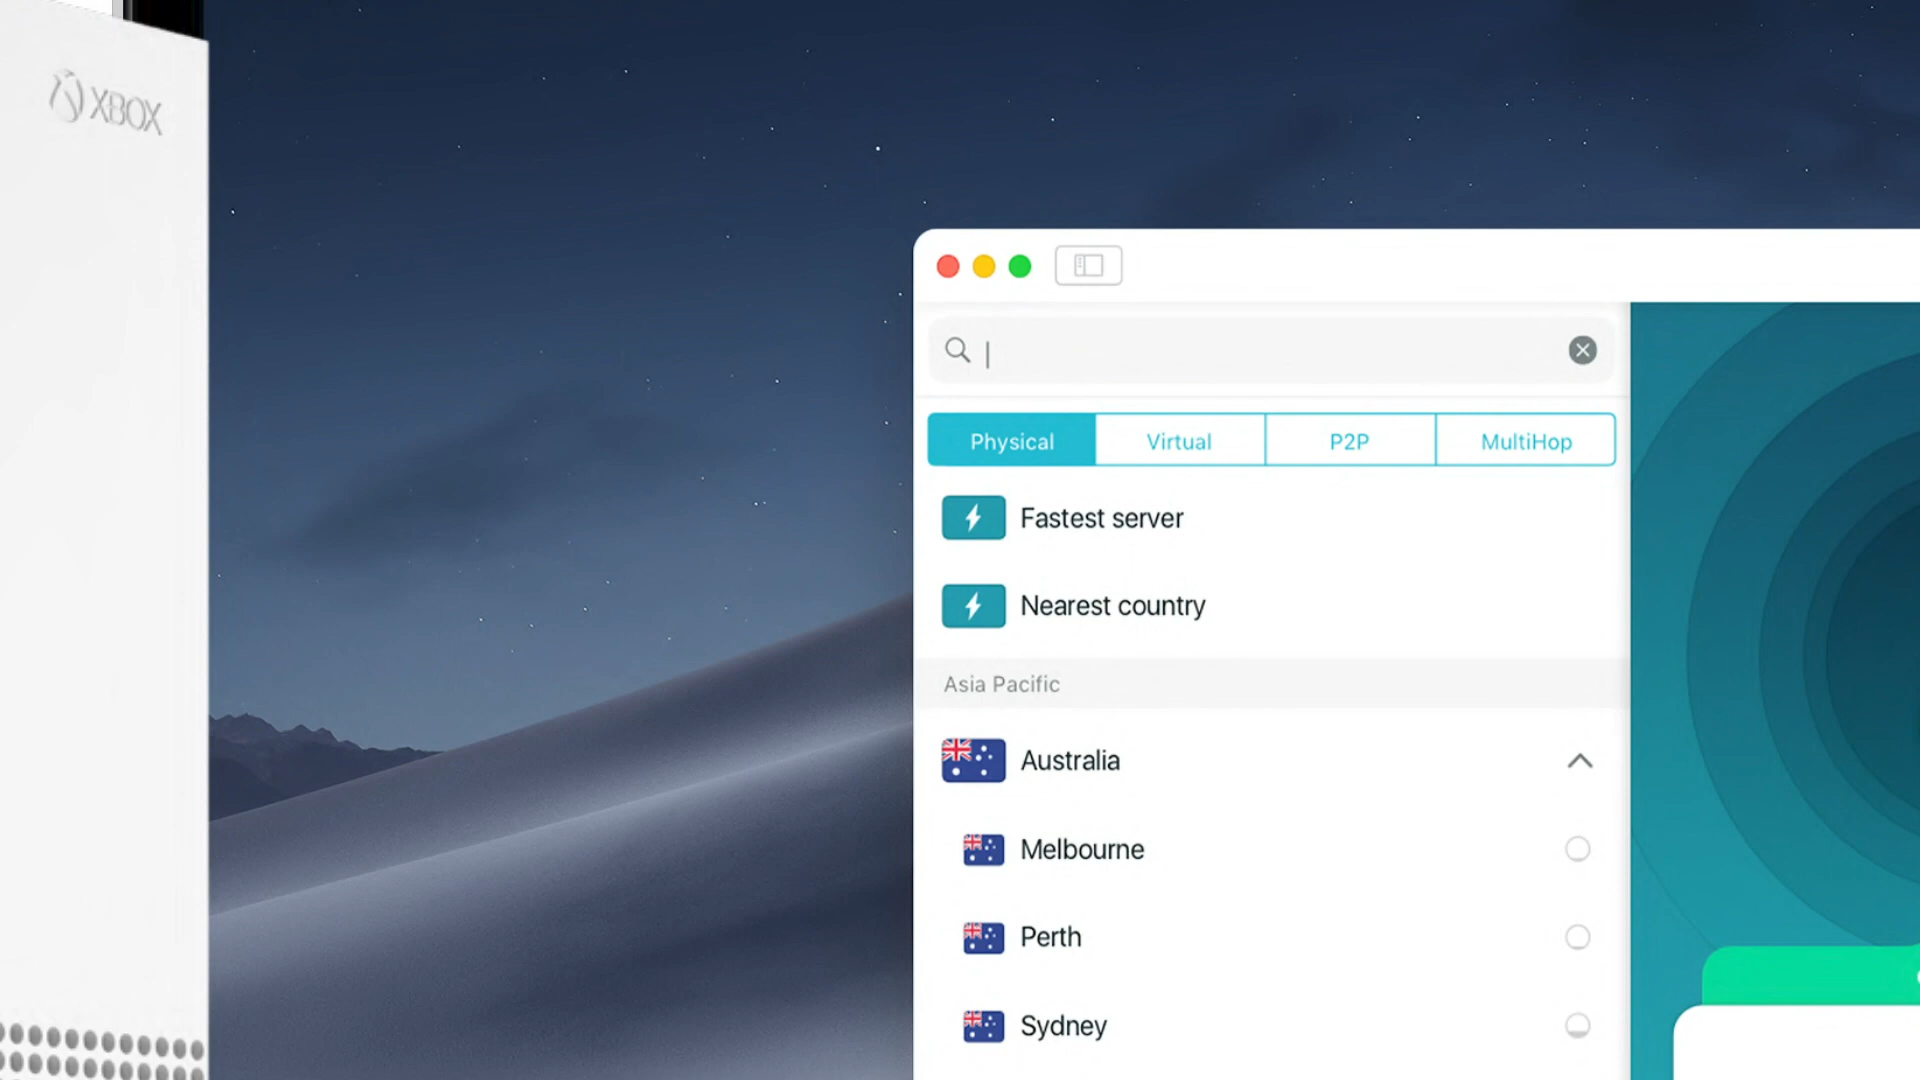 XBOX
Physical Virtual P2P MultiHop
Fastest server
Nearest country
Asia Pacific
Australia
Melbourne
Perth
Sydney